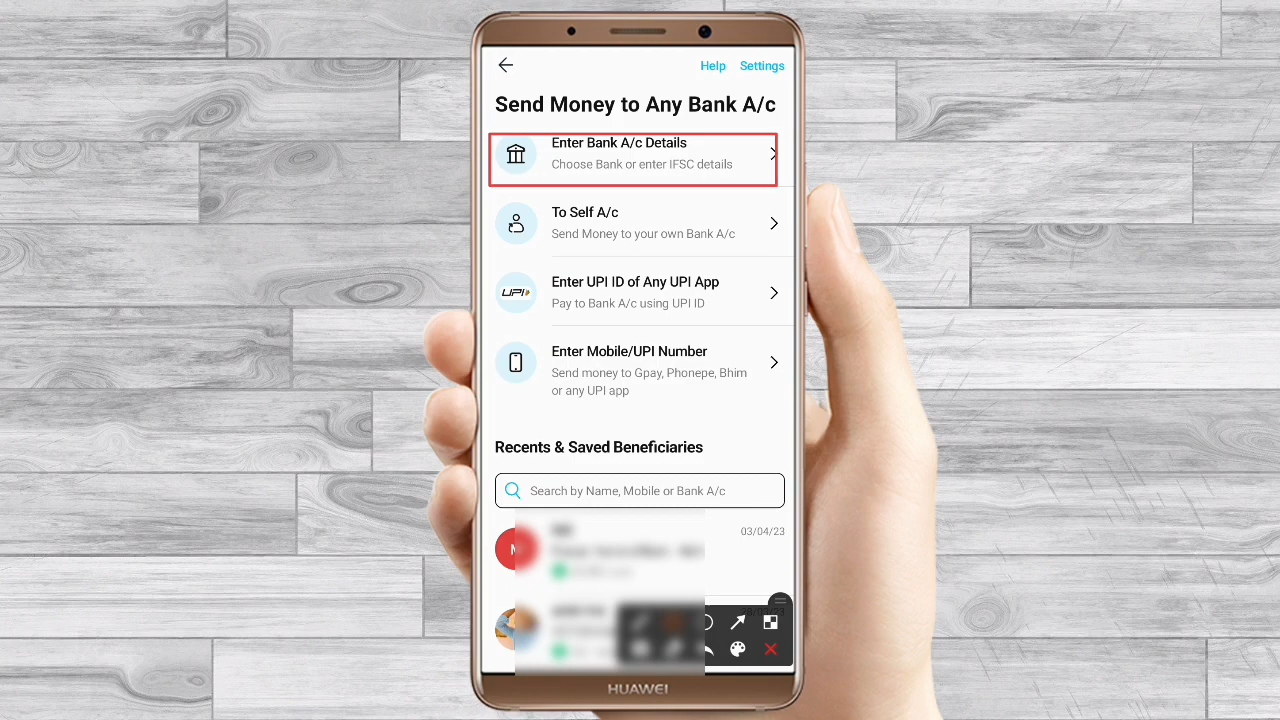 Help Settings
Send Money to Any Bank A/c
Enter Bank A/c Details
Choose Bank or enter IFSC details
To Self A/c
Send Money to your own Bank A/c
UPI
Enter UPI ID of Any UPI App
Pay to Bank A/c using UPI ID
Enter Mobile/UPI Number
Send money to Gpay, Phonepe, Bhim
or any UPI app
Recents & Saved Beneficiaries
Search by Name, Mobile or Bank A/c
03/04/23
HUAWEI